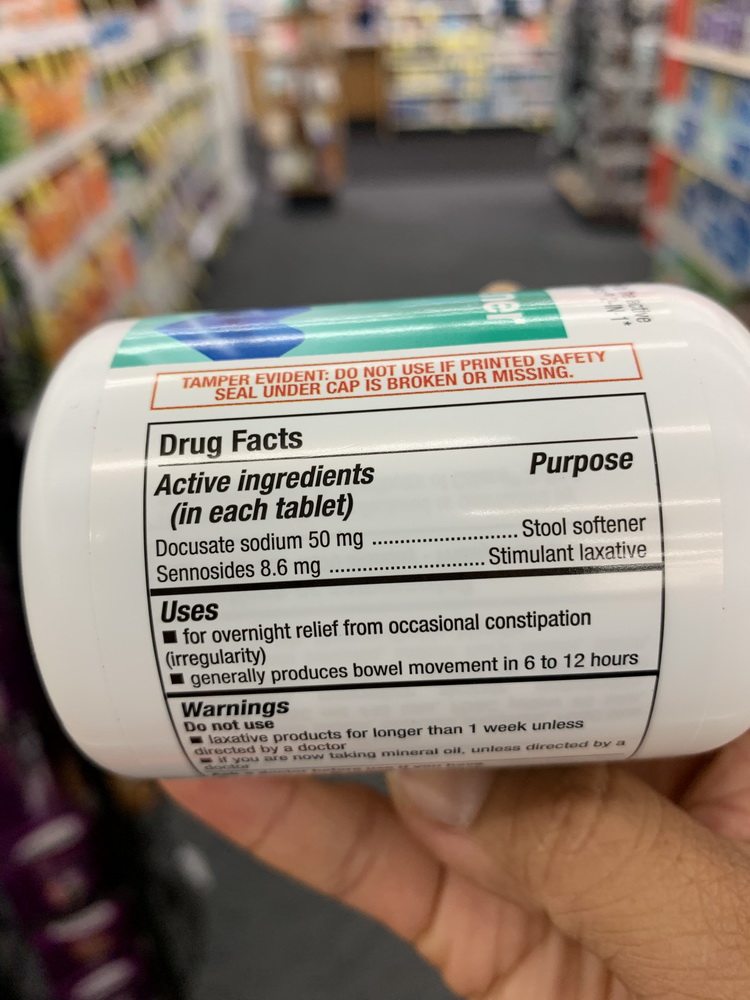 ner
TAMPER EVIDENT: DO NOT USE IF PRINTED SAFETY
SEAL UNDER CAP IS BROKEN OR MISSING.
Drug Facts
Active ingredients
(in each tablet)
Purpose
Docusate sodium 50 mg ........................ Stool softener
Sennosides 8.6 mg ......................... Stimulant laxative
Uses
■ for overnight relief from occasional constipation
(irregularity)
■ generally produces bowel movement in 6 to 12 hours
Warnings
Do not use
■ laxative products for longer than 1 week unless
directed by a doctor
■ if you are now taking mineral oil, unless directed by a
doctor